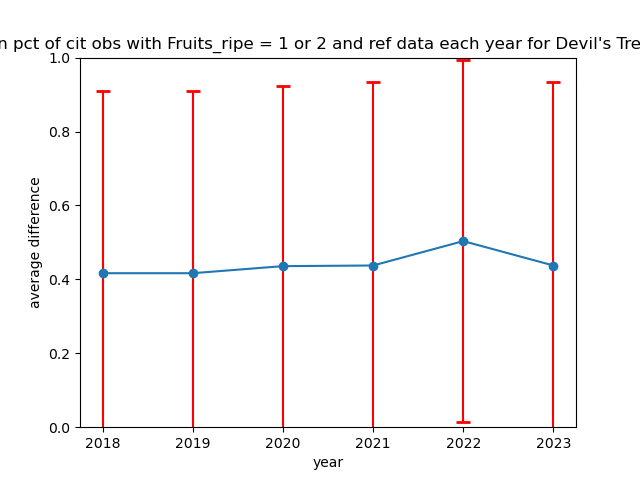 n pct of cit obs with Fruits_ripe = 1 or 2 and ref data each year for Devil's Tre
1.0
0.8
0.6
0.4
0.2
0.0
average difference
2018 2019 2020 2021 2022 2023
year